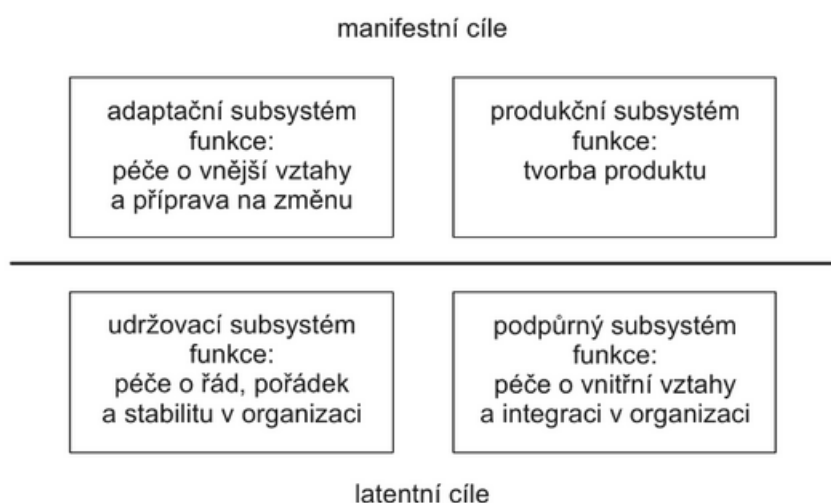 manifestní cíle
adaptační subsystém
funkce:
péče o vnější vztahy
a příprava na změnu
produkční subsystém
funkce:
tvorba produktu
udržovací subsystém
funkce:
péče o řád, pořádek
a stabilitu v organizaci
podpůrný subsystém
funkce:
péče o vnitřní vztahy
a integraci v organizaci
latentní cíle